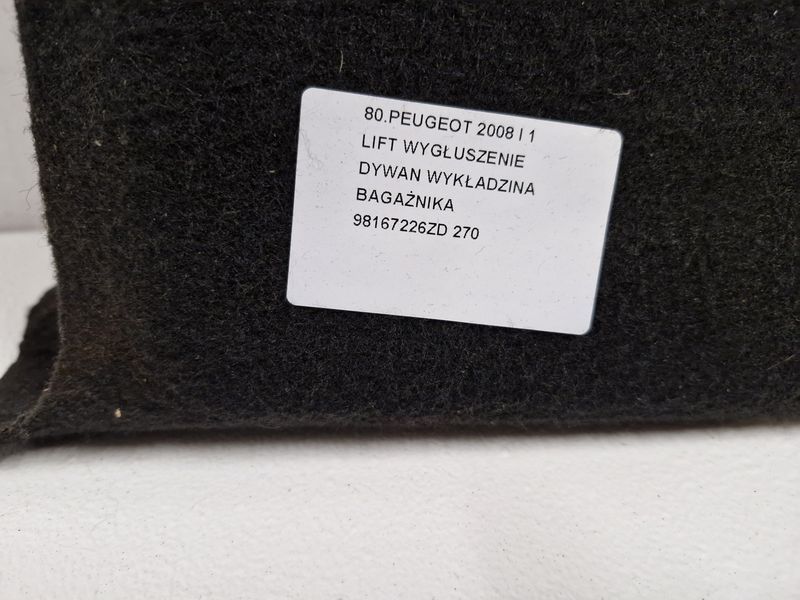 80.PEUGEOT 2008 I 1
LIFT WYGŁUSZENIE
DYWAN WYKŁADZINA
BAGAŻNIKA
98167226ZD 270